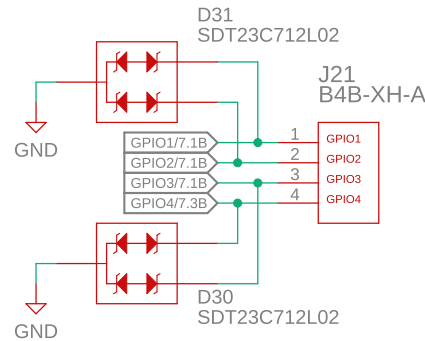 D31
SDT23C712L02
J21
B4B-XH-A
GND
GPIO1/7.1B
GPIO2/7.1B
GPIO3/7.1B
GPIO4/7.3B
1
2
3
4
GPIO1
GPIO2
GPIO3
GPIO4
D30
SDT23C712L02
GND